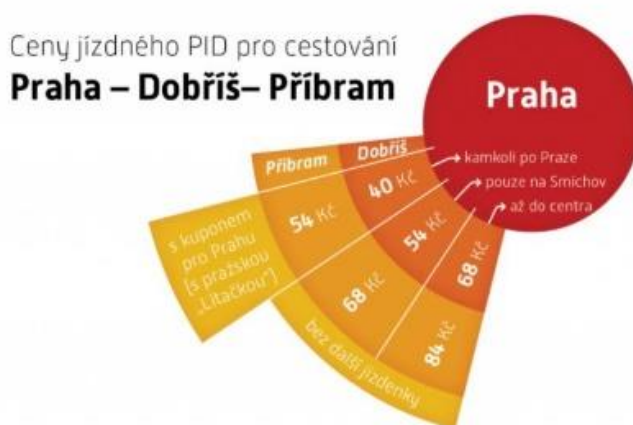 Ceny jízdného PID pro cestování
Praha – Dobříš– Příbram
Praha
Příbram
Dobříš
kamkoli po Praze
pouze na Smíchov
až do centra
40 Kč
54 Kč
54 Kč
68 Kč
68 Kč
84 Kč
s kuponem
pro Prahu
(s pražskou
„Lítačkou“)
bez další jízdenky